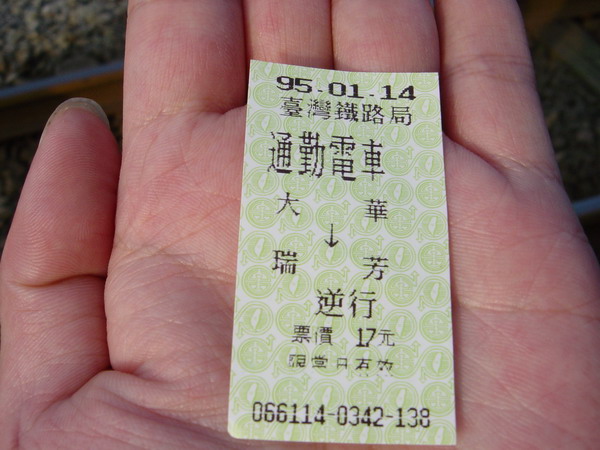 95.01.14
臺灣鐵路局
通勤電車
大 華
↓
瑞 芳
逆行
票價 17元
限當日有效
066114-0342-138